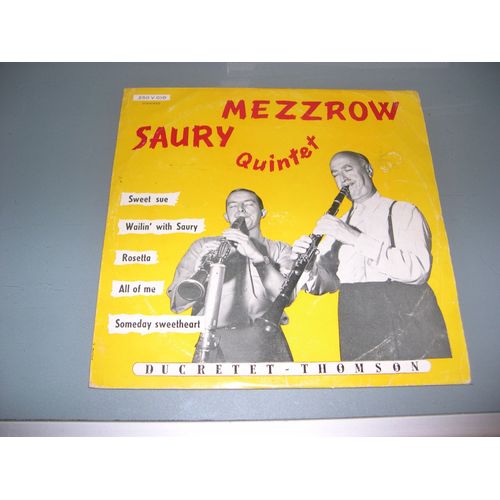 MEZZROW
SAURY
Quintet
Sweet sue
Wailin' with Saury
Rosetta
All of me
Someday sweetheart
DUCRETET - THOMSON